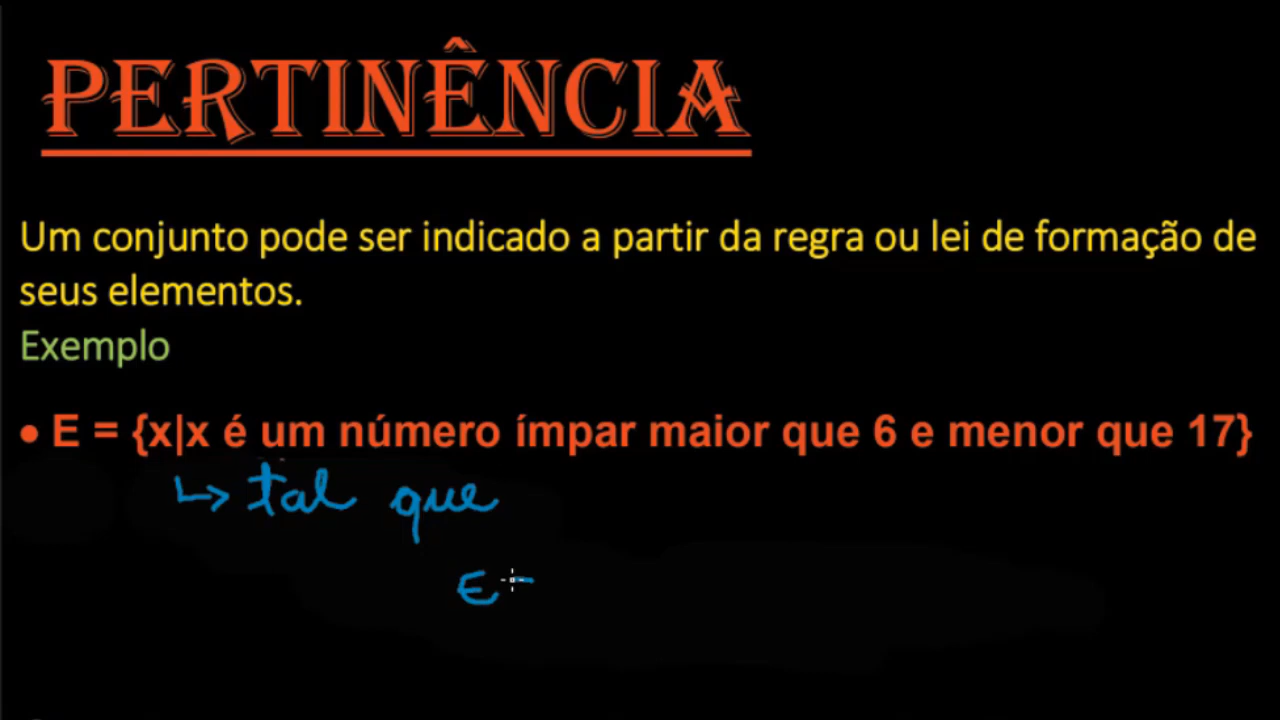 PERTINÊNCIA
Um conjunto pode ser indicado a partir da regra ou lei de formação de
seus elementos.
Exemplo
• E = {x|x é um número ímpar maior que 6 e menor que 17}
↳ tal que
E -